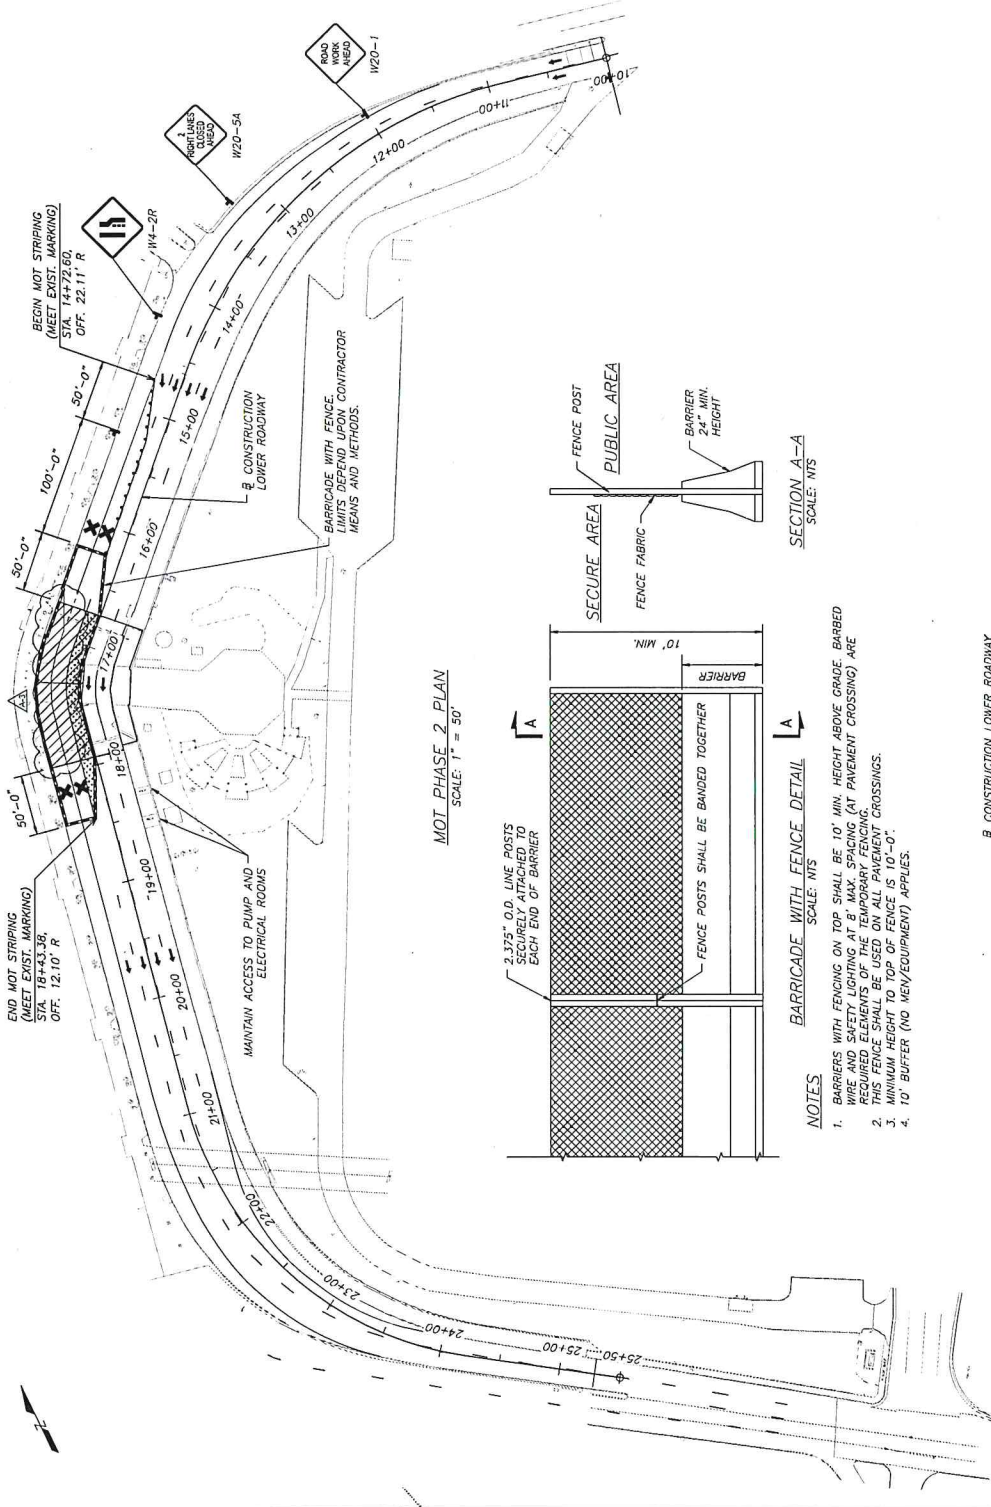 END MOT STRIPING
(MEET EXIST. MARKING)
STA. 18+43.38,
OFF. 12.10' R
50'-0"
A-3
50'-0"
100'-0"
50'-0"
BEGIN MOT STRIPING
(MEET EXIST. MARKING)
STA. 14+72.60,
OFF. 22.11' R
W4-2R
2
RIGHT LANES
CLOSED
AHEAD
W20-5A
ROAD
WORK
AHEAD
W20-1
10+00
11+00
12+00
13+00
14+00
15+00
16+00
17+00
18+00
19+00
20+00
21+00
22+00
23+00
24+00
25+00
25+50
B CONSTRUCTION
LOWER ROADWAY
BARRICADE WITH FENCE.
LIMITS DEPEND UPON CONTRACTOR
MEANS AND METHODS.
MAINTAIN ACCESS TO PUMP AND
ELECTRICAL ROOMS
MOT PHASE 2 PLAN
SCALE: 1" = 50'
2.375" O.D. LINE POSTS
SECURELY ATTACHED TO
EACH END OF BARRIER
A
A
10' MIN.
BARRIER
FENCE POSTS SHALL BE BANDED TOGETHER
BARRICADE WITH FENCE DETAIL
SCALE: NTS
SECURE AREA
PUBLIC AREA
FENCE POST
FENCE FABRIC
BARRIER
24" MIN.
HEIGHT
SECTION A-A
SCALE: NTS
NOTES
1. BARRIERS WITH FENCING ON TOP SHALL BE 10' MIN. HEIGHT ABOVE GRADE. BARBED
WIRE AND SAFETY LIGHTING AT 8' MAX. SPACING (AT PAVEMENT CROSSING) ARE
REQUIRED ELEMENTS OF THE TEMPORARY FENCING.
2. THIS FENCE SHALL BE USED ON ALL PAVEMENT CROSSINGS.
3. MINIMUM HEIGHT TO TOP OF FENCE IS 10'-0".
4. 10' BUFFER (NO MEN/EQUIPMENT) APPLIES.
B CONSTRUCTION LOWER ROADWAY
Z